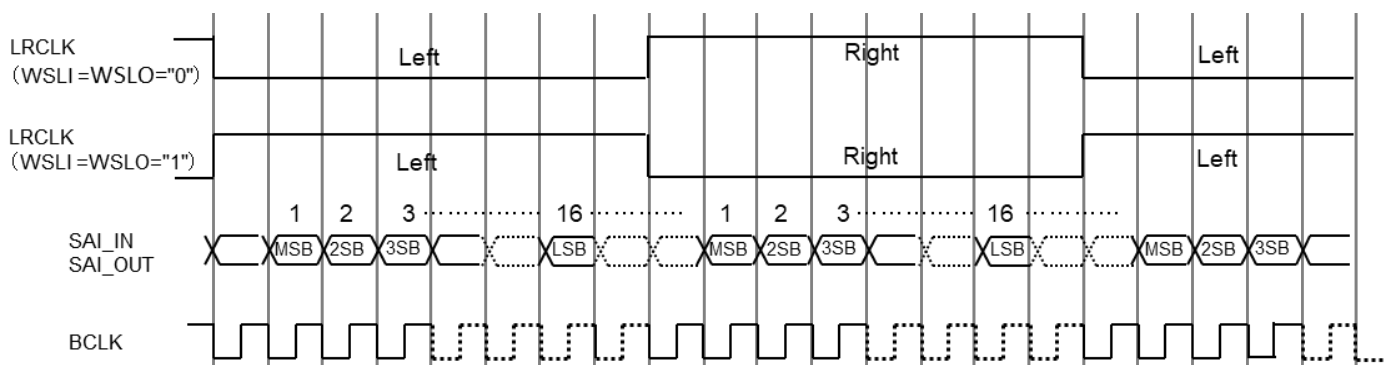 LRCLK
（WSLI =WSLO="0"）
Left
Right
Left
LRCLK
（WSLI =WSLO="1"）
Left
Right
Left
1 2 3 ············ 16 ············ 1 2 3 ············ 16 ············
SAI_IN
SAI_OUT
MSB 2SB 3SB LSB MSB 2SB 3SB LSB MSB 2SB 3SB
BCLK